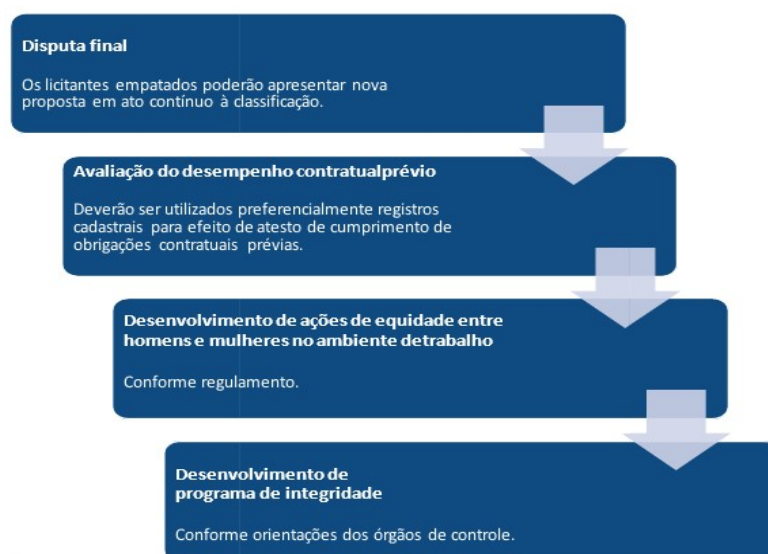 Disputa final
Os licitantes empatados poderão apresentar nova
proposta em ato contínuo à classificação.
Avaliação do desempenho contratualprévio
Deverão ser utilizados preferencialmente registros
cadastrais para efeito de atesto de cumprimento de
obrigações contratuais prévias.
Desenvolvimento de ações de equidade entre
homens e mulheres no ambiente detrabalho
Conforme regulamento.
Desenvolvimento de
programa de integridade
Conforme orientações dos órgãos de controle.